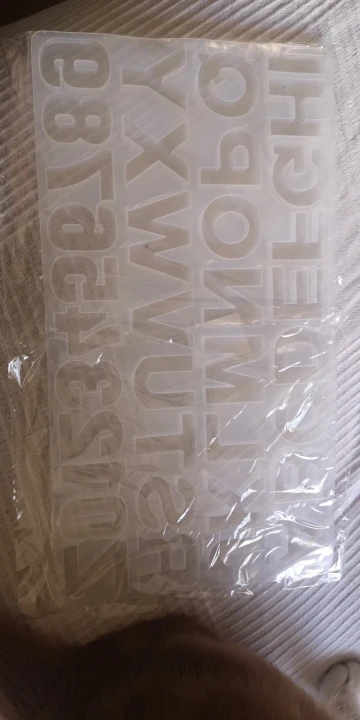 ABCDEFGHI
JKLMNOPQ
RSTUVWXY
Z0123456789